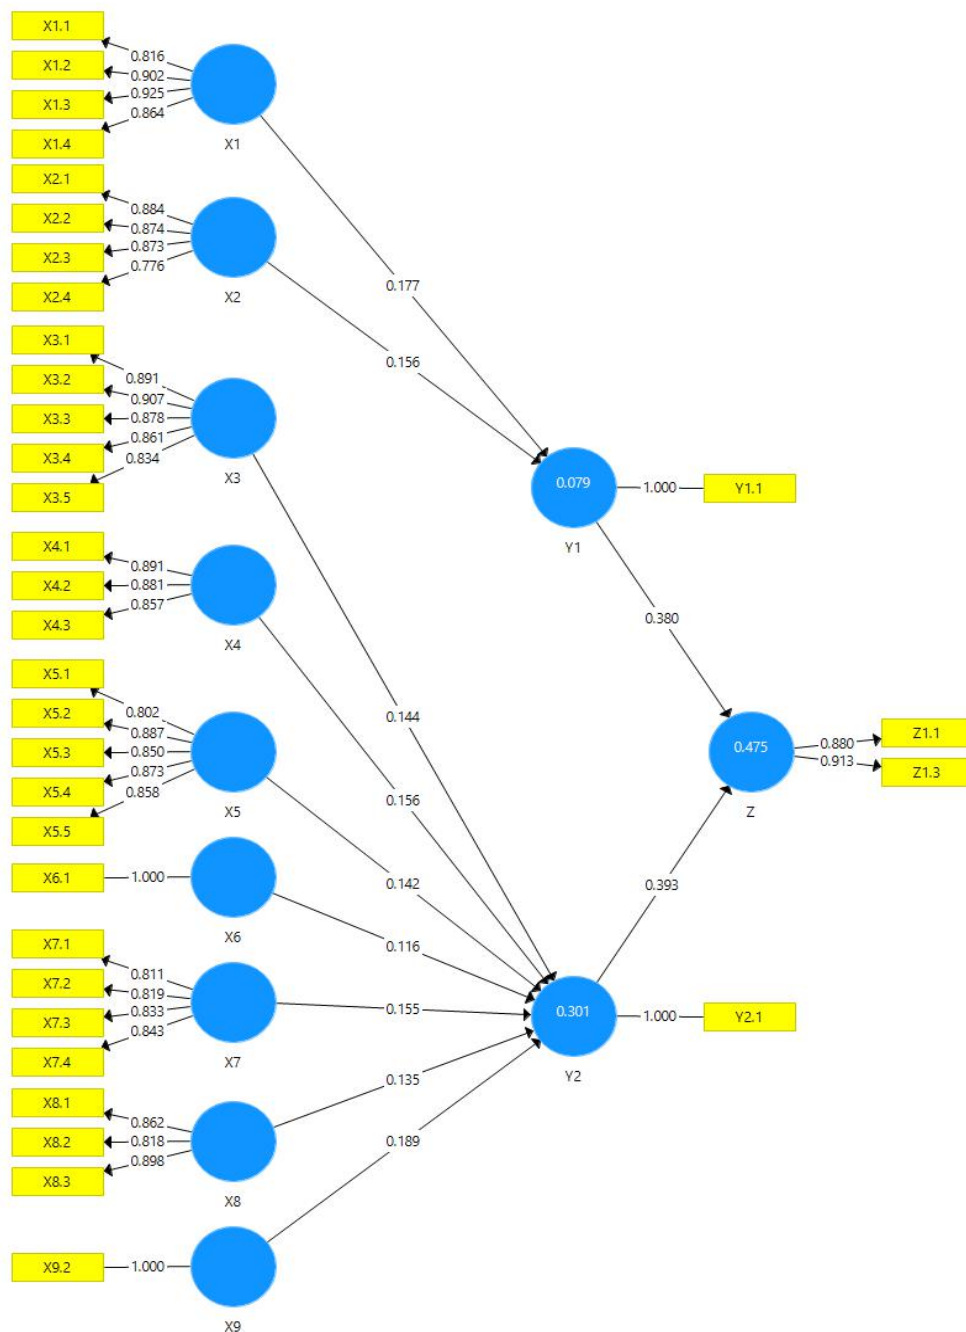 X1.1
0.816
X1.2
0.902
X1.3
0.925
X1.4
0.864
X1
X2.1
0.884
X2.2
0.874
X2.3
0.873
X2.4
0.776
X2
0.177
0.156
X3.1
0.891
X3.2
0.907
X3.3
0.878
X3.4
0.861
X3.5
0.834
X3
0.079
1.000
Y1.1
Y1
X4.1
0.891
X4.2
0.881
X4.3
0.857
X4
0.380
X5.1
0.802
X5.2
0.887
X5.3
0.850
X5.4
0.873
X5.5
0.858
X5
0.144
0.156
0.142
0.475
Z
0.880
Z1.1
0.913
Z1.3
X6.1
1.000
X6
0.116
0.393
X7.1
0.811
X7.2
0.819
X7.3
0.833
X7.4
0.843
X7
0.155
0.301
1.000
Y2.1
Y2
X8.1
0.862
X8.2
0.818
X8.3
0.898
X8
0.135
0.189
X9.2
1.000
X9